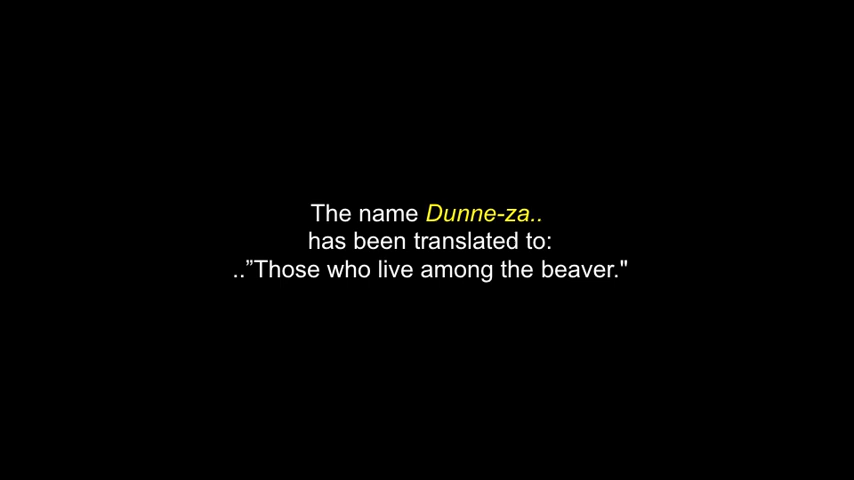 The name Dunne-za..
has been translated to:
..”Those who live among the beaver."